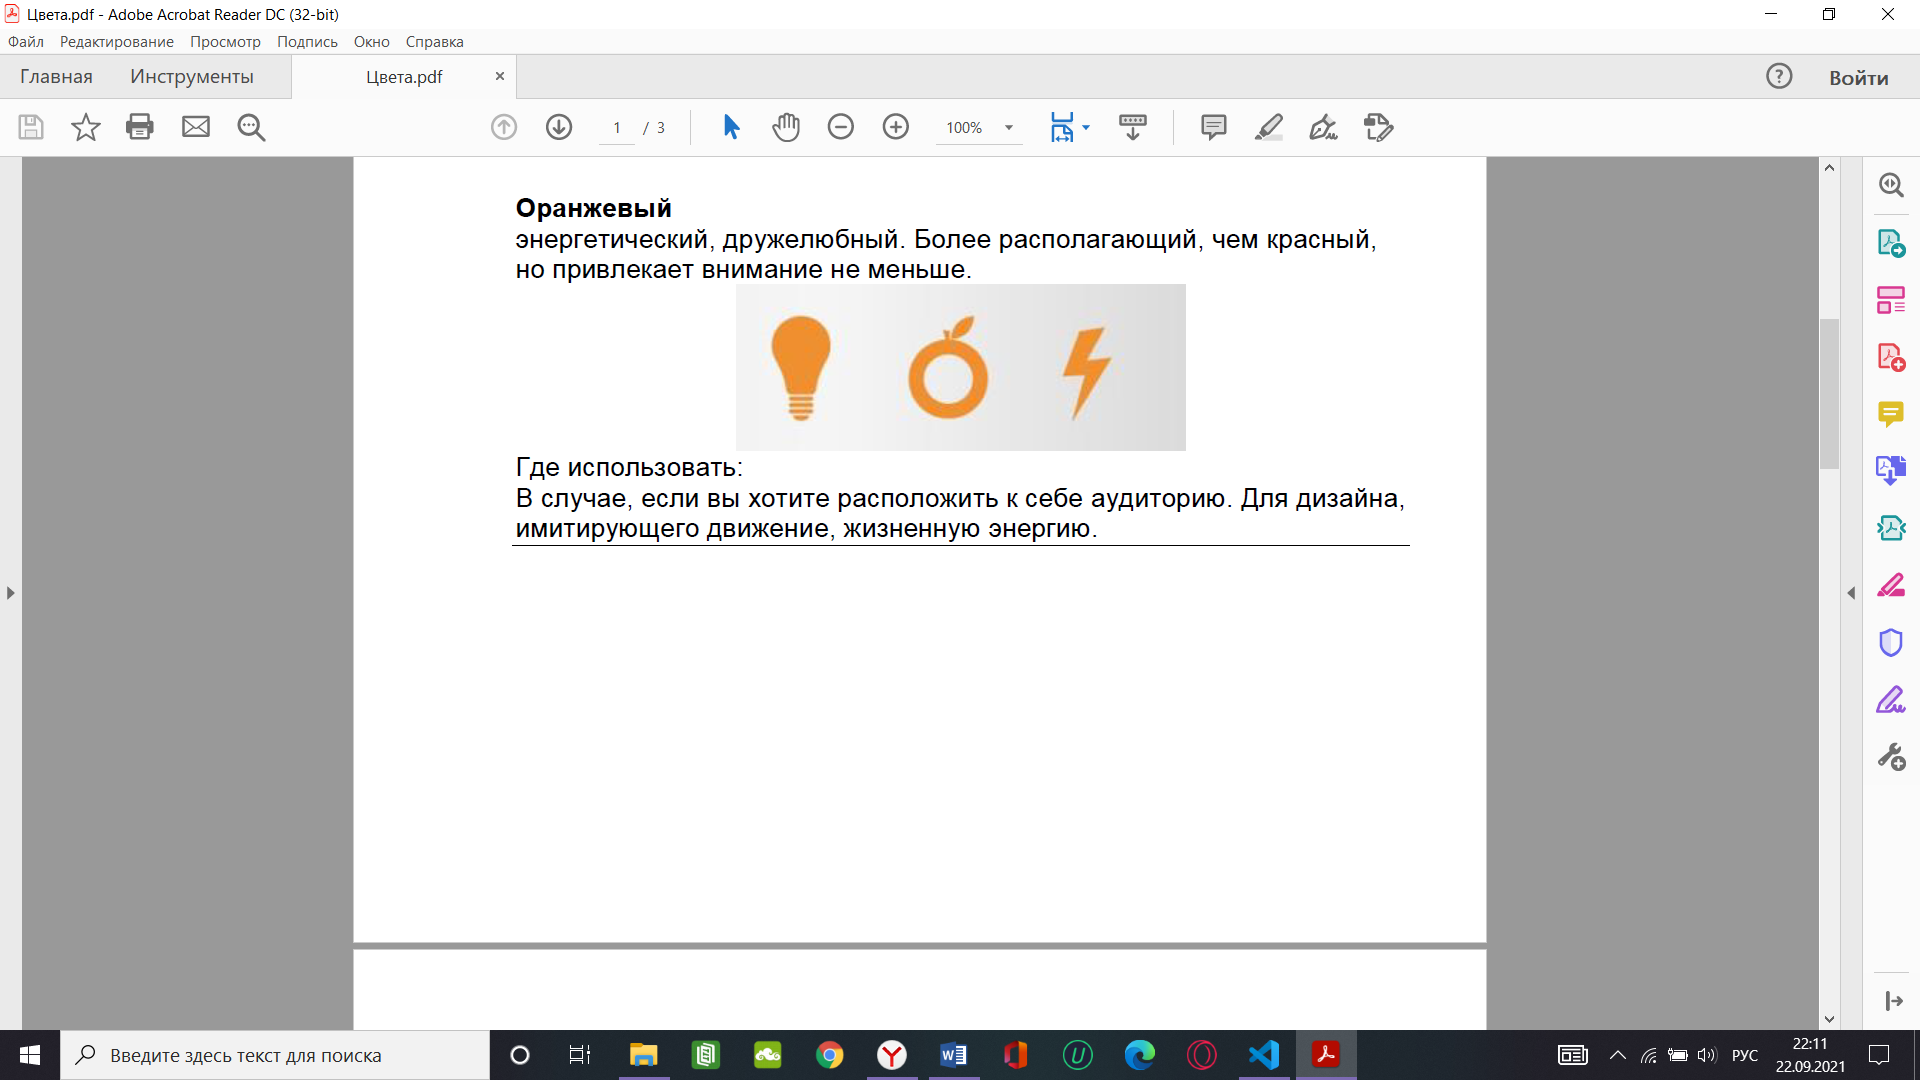 Цвета.pdf - Adobe Acrobat Reader DC (32-bit)
Файл Редактирование Просмотр Подпись Окно Справка
Главная Инструменты Цвета.pdf × ? Войти
1 / 3 100%
Оранжевый
энергетический, дружелюбный. Более располагающий, чем красный,
но привлекает внимание не меньше.
Где использовать:
В случае, если вы хотите расположить к себе аудиторию. Для дизайна,
имитирующего движение, жизненную энергию.
Введите здесь текст для поиска
РУС
22:11
22.09.2021